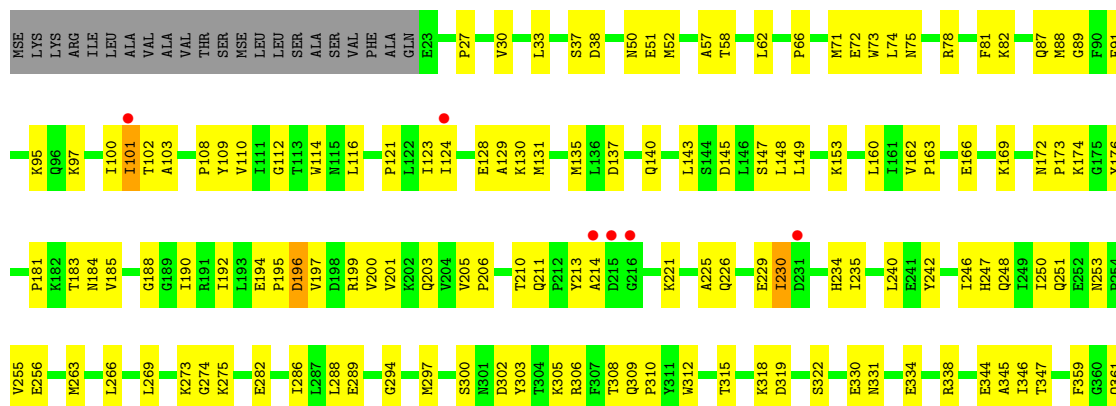 MSE LYS LYS ARG ILE LEU ALA VAL ALA VAL THR SER MSE LEU LEU SER ALA SER VAL PHE ALA GLN E23 P27 V30 L33 S37 D38 N50 E51 M52 A57 T58 L62 P66 M71 E72 W73 L74 N75 R78 F81 K82 Q87 M88 G89 F90
K95 Q96 K97 I100 I101 T102 A103 P108 Y109 V110 I111 G112 T113 W114 N115 L116 P121 L122 I123 I124 E128 A129 K130 M131 M135 L136 D137 Q140 L143 S144 D145 L146 S147 L148 L149 K153 L160 I161 V162 P163 E166 K169 N172 P173 K174 G175 Y176
P181 K182 T183 N184 V185 G188 G189 I190 R191 I192 L193 E194 P195 D196 V197 D198 R199 V200 V201 K202 Q203 V204 V205 P206 T210 Q211 P212 Y213 A214 D215 G216 K221 A225 Q226 E229 I230 D231 H234 I235 L240 E241 Y242 I246 H247 Q248 I249 I250 Q251 E252 N253
V255 E256 M263 L266 L269 K273 G274 K275 E282 I286 L287 L288 E289 G294 M297 S300 N301 D302 Y303 T304 K305 R306 F307 T308 Q309 P310 Y311 W312 T315 K318 D319 S322 E330 N331 E334 R338 E344 A345 I346 T347 F359 G360